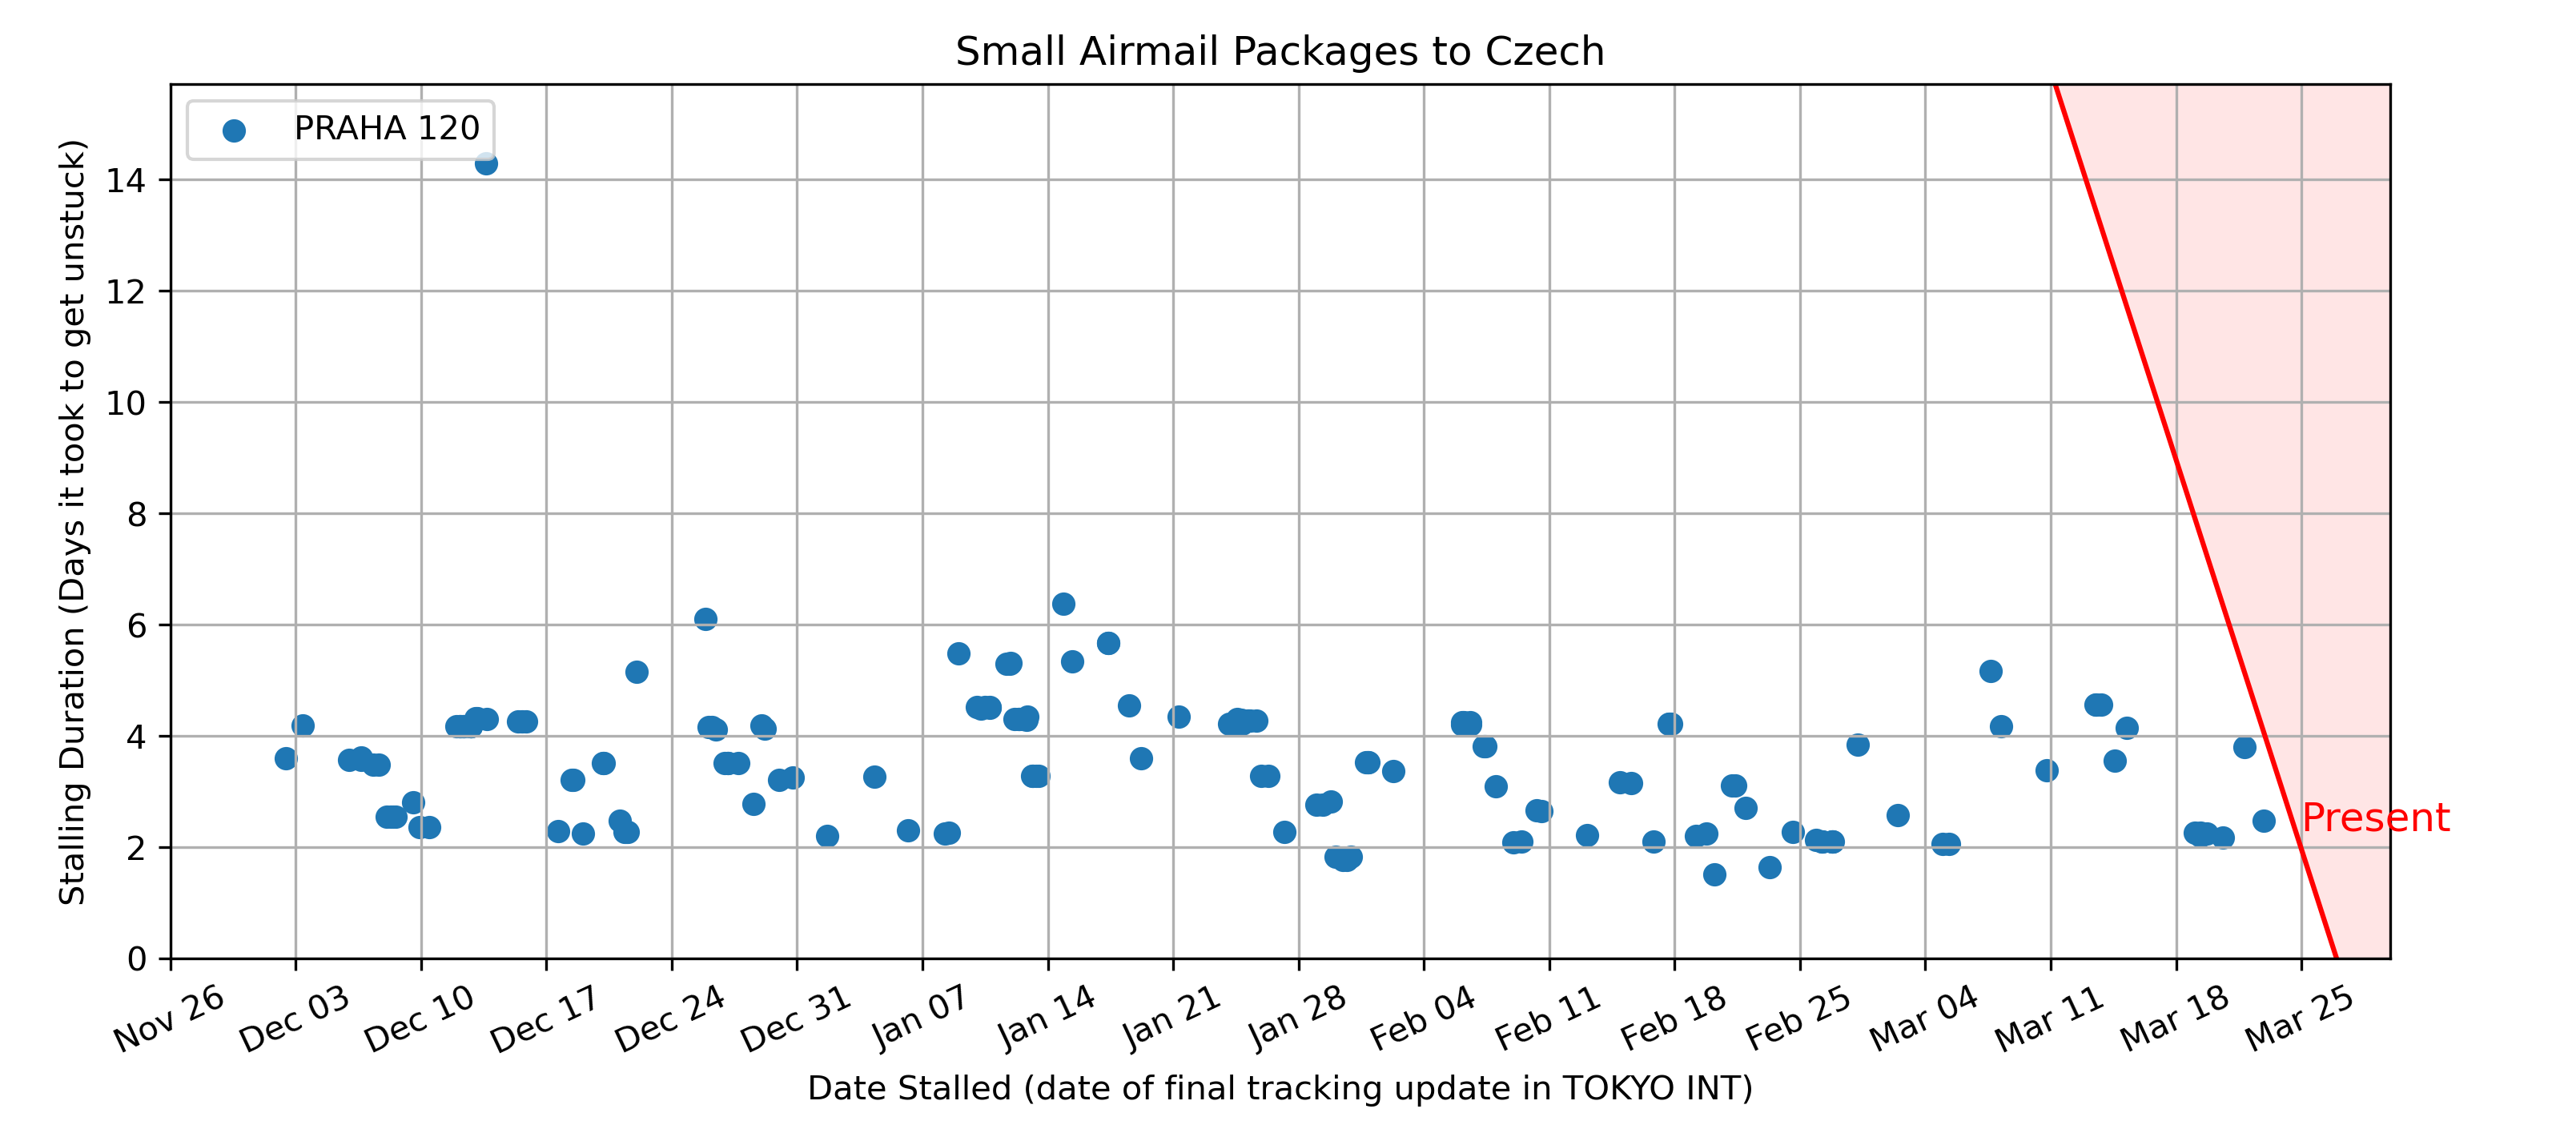 Small Airmail Packages to Czech
PRAHA 120
Stalling Duration (Days it took to get unstuck)
14
12
10
8
6
4
2
0
Present
Nov 26
Dec 03
Dec 10
Dec 17
Dec 24
Dec 31
Jan 07
Jan 14
Jan 21
Jan 28
Feb 04
Feb 11
Feb 18
Feb 25
Mar 04
Mar 11
Mar 18
Mar 25
Date Stalled (date of final tracking update in TOKYO INT)